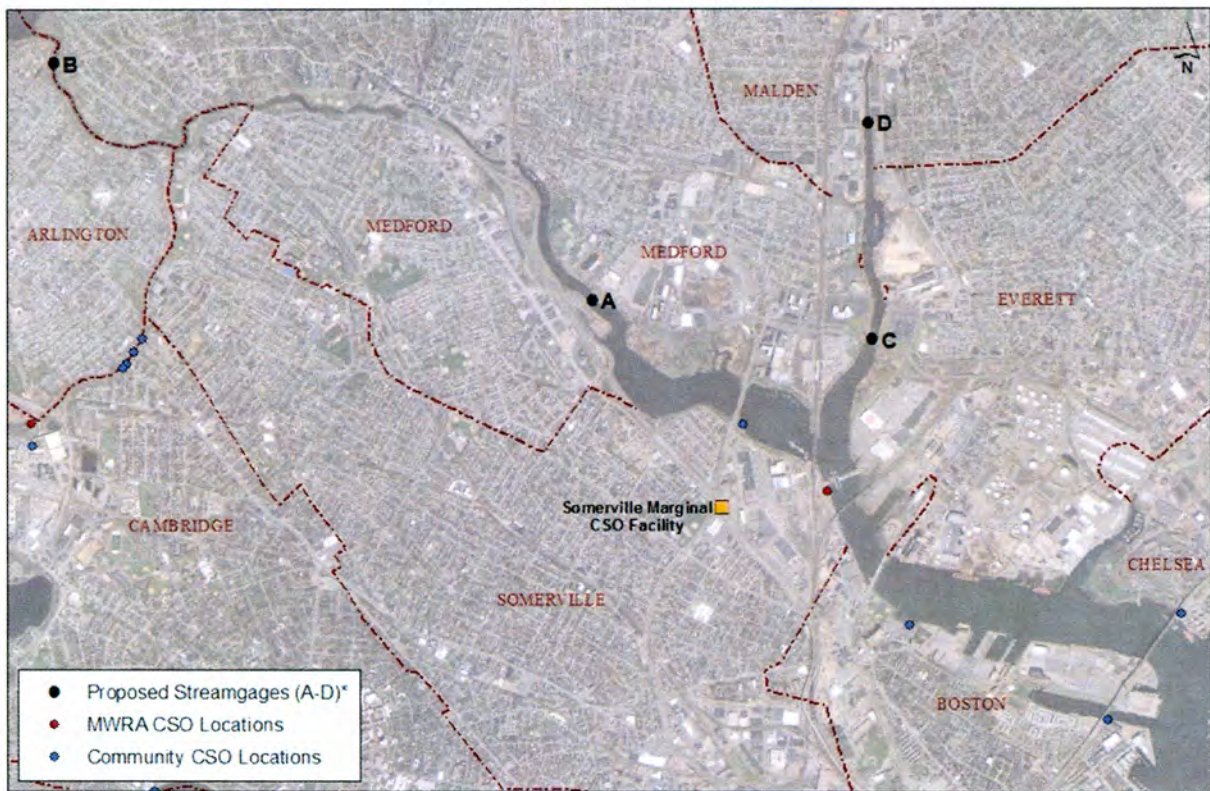 B
N
MALDEN
D
ARLINGTON
MEDFORD
MEDFORD
A
EVERETT
C
Somerville Marginal
CSO Facility
CAMBRIDGE
CHELSEA
SOMERVILLE
BOSTON
Proposed Streamgages (A-D)*
MWRA CSO Locations
Community CSO Locations